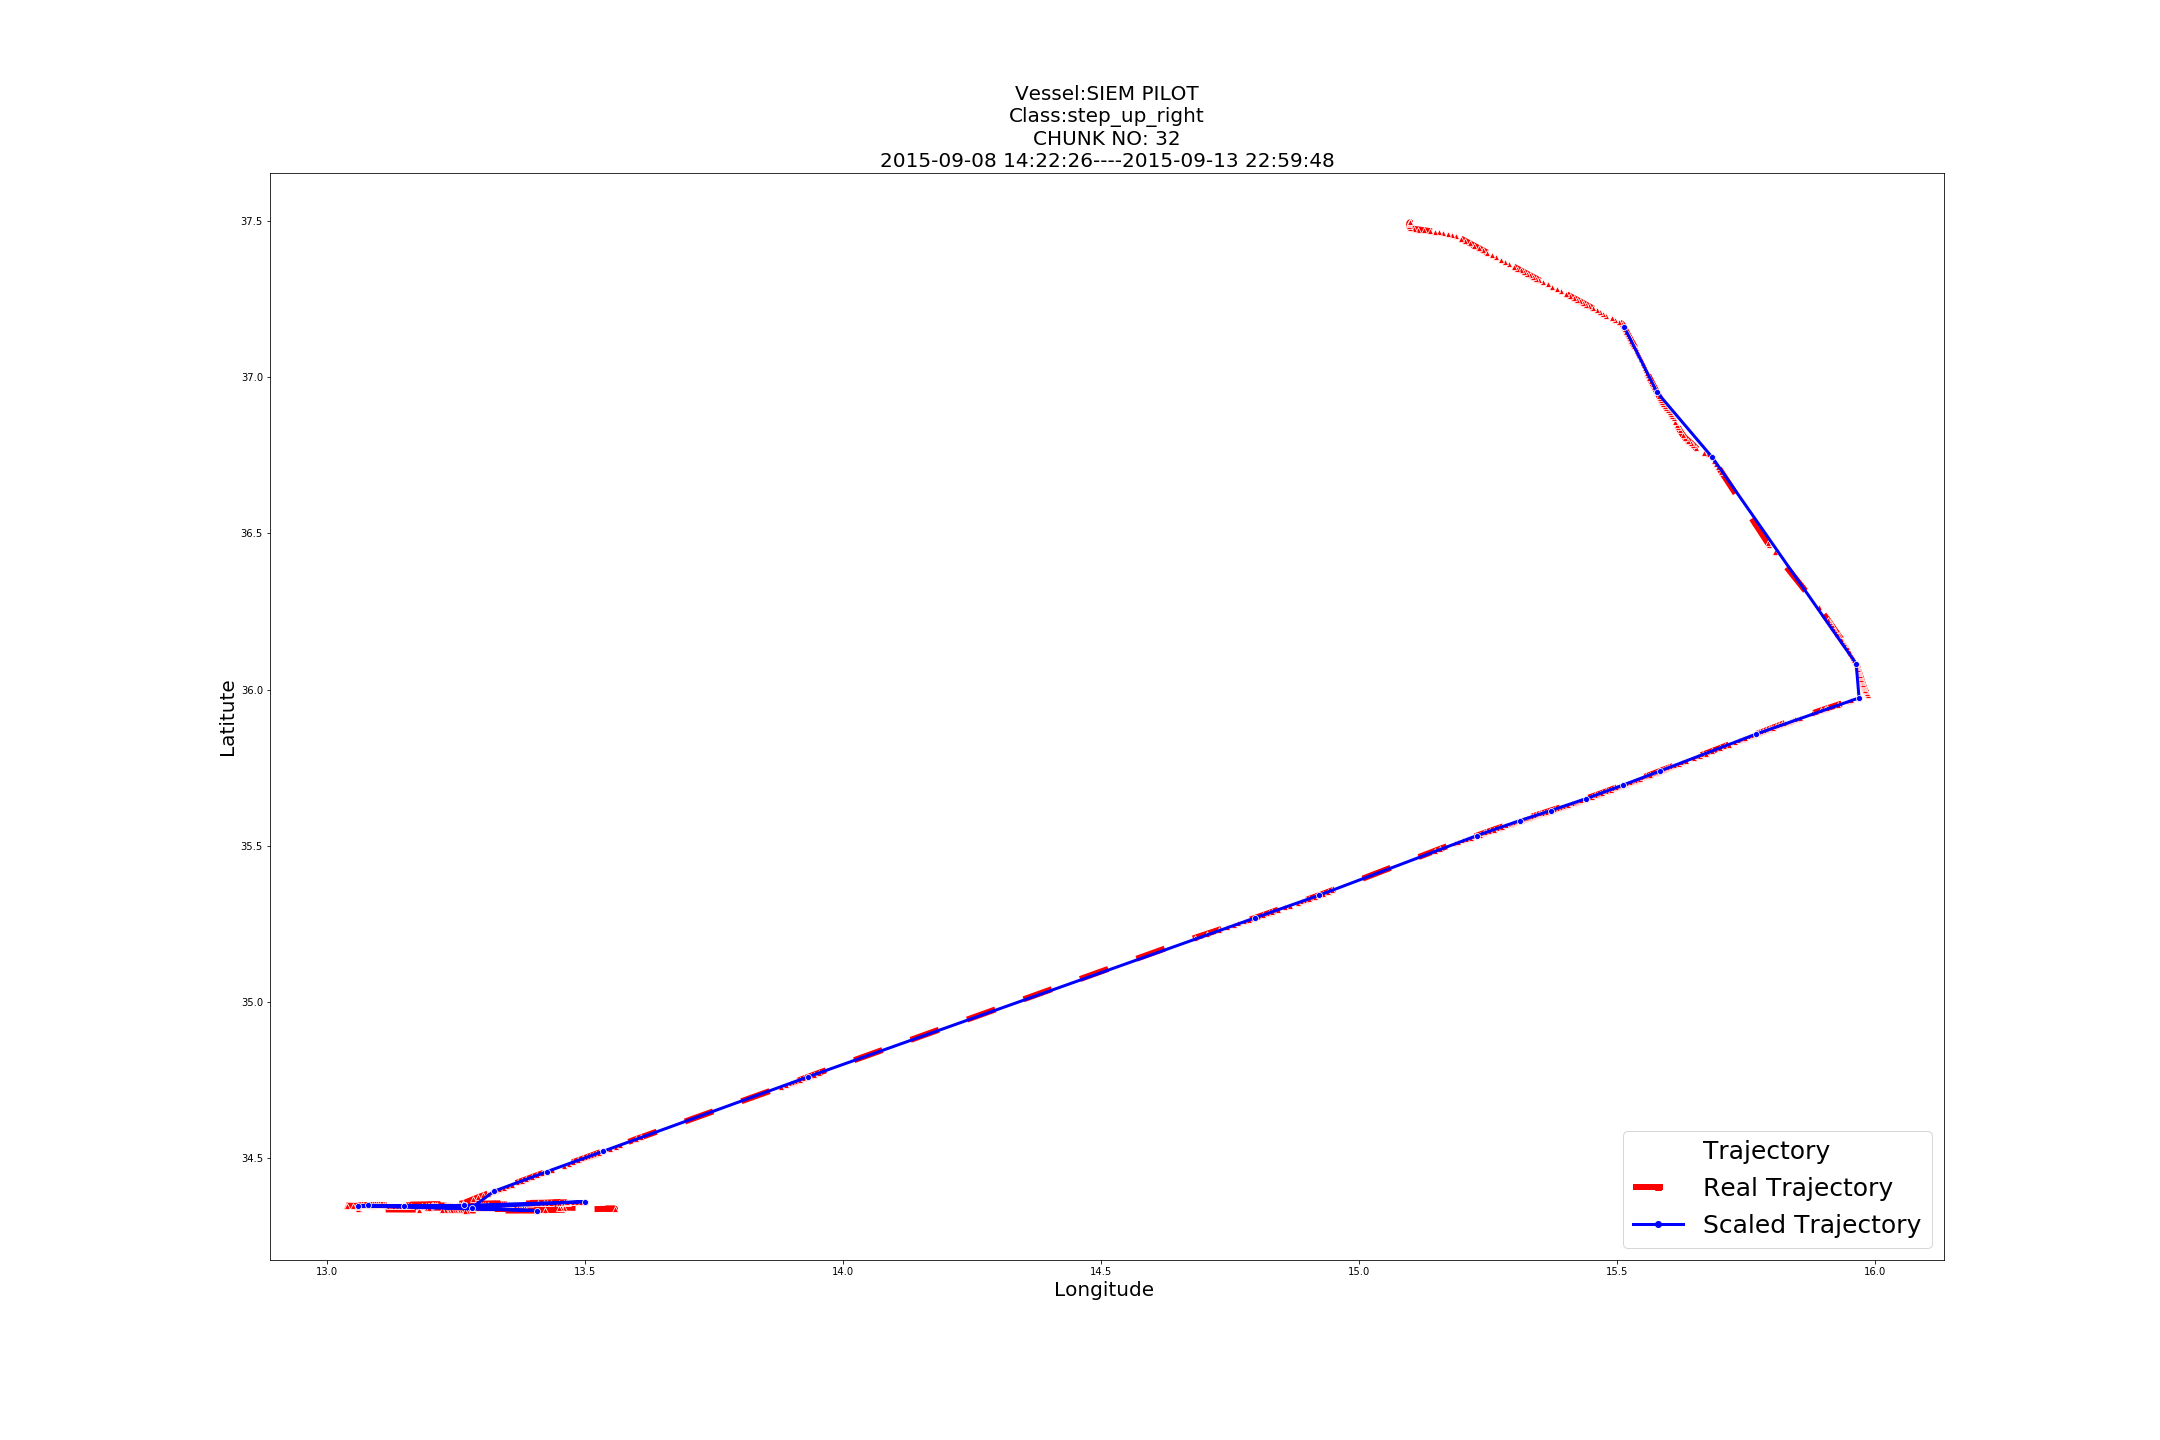 Vessel:SIEM PILOT
Class:step_up_right
CHUNK NO: 32
2015-09-08 14:22:26----2015-09-13 22:59:48
Latitute
37.5
37.0
36.5
36.0
35.5
35.0
34.5
13.0 13.5 14.0 14.5 15.0 15.5 16.0
Longitude
Trajectory
Real Trajectory
Scaled Trajectory